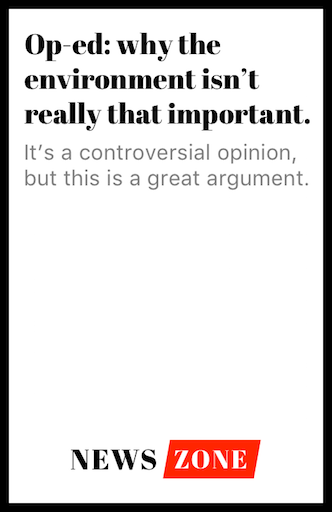 Op-ed: why the
environment isn’t
really that important.
It’s a controversial opinion,
but this is a great argument.
NEWS ZONE